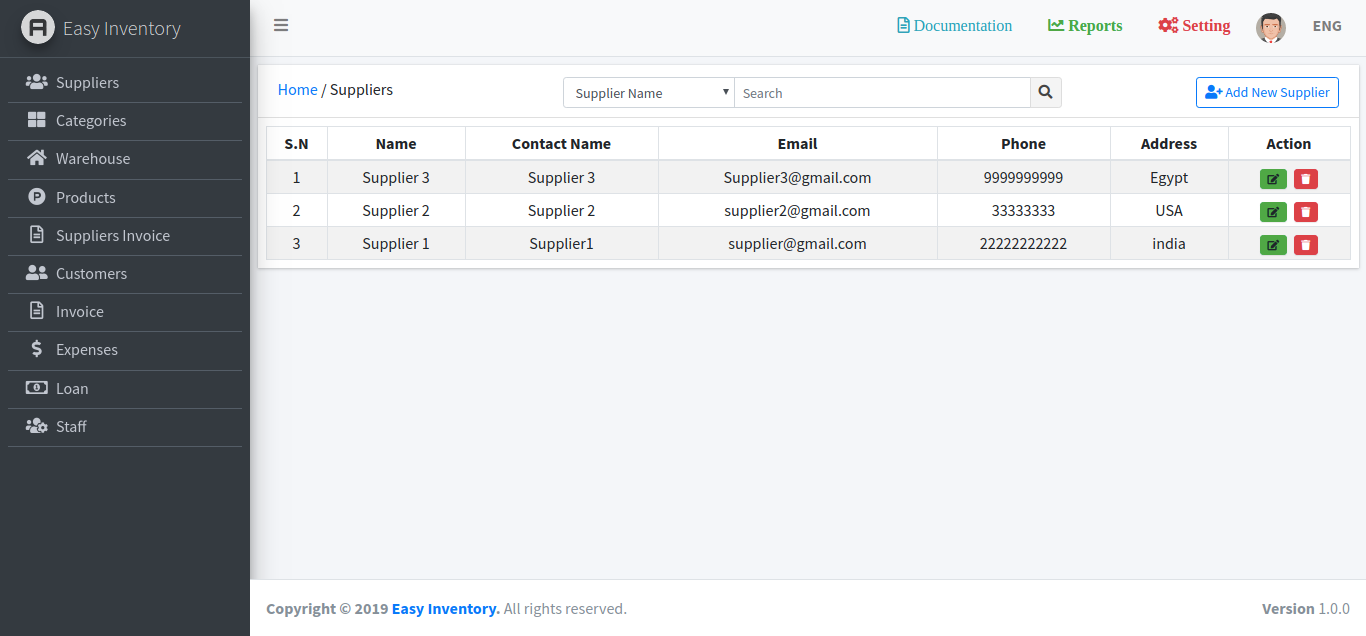 Easy Inventory
Documentation Reports Setting ENG
Suppliers
Categories
Warehouse
Products
Suppliers Invoice
Customers
Invoice
Expenses
Loan
Staff
Home / Suppliers Supplier Name Search Add New Supplier
S.N Name Contact Name Email Phone Address Action
1 Supplier 3 Supplier 3 Supplier3@gmail.com 9999999999 Egypt
2 Supplier 2 Supplier 2 supplier2@gmail.com 33333333 USA
3 Supplier 1 Supplier1 supplier@gmail.com 22222222222 india
Copyright © 2019 Easy Inventory. All rights reserved. Version 1.0.0